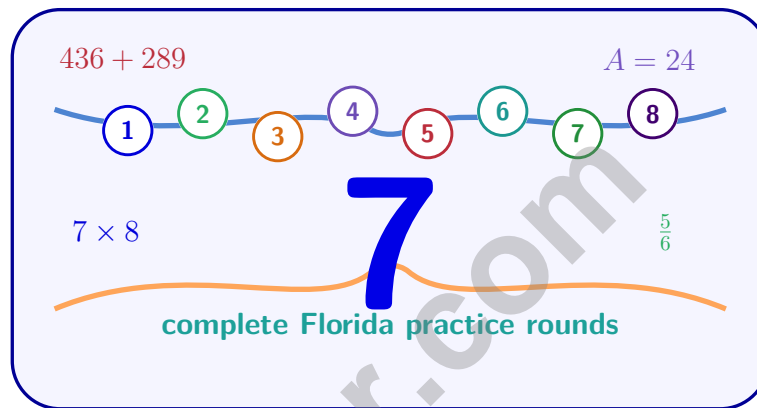 436 + 289
A = 24
1 2 3 4 5 6 7 8
7 × 8
5/6
7
complete Florida practice rounds
r.com